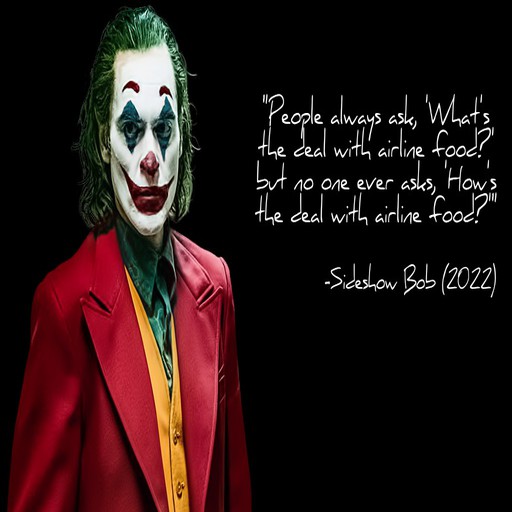 "People always ask, 'What's
the deal with airline food?'
but no one ever asks, 'How's
the deal with airline food?'"
-Sideshow Bob (2022)